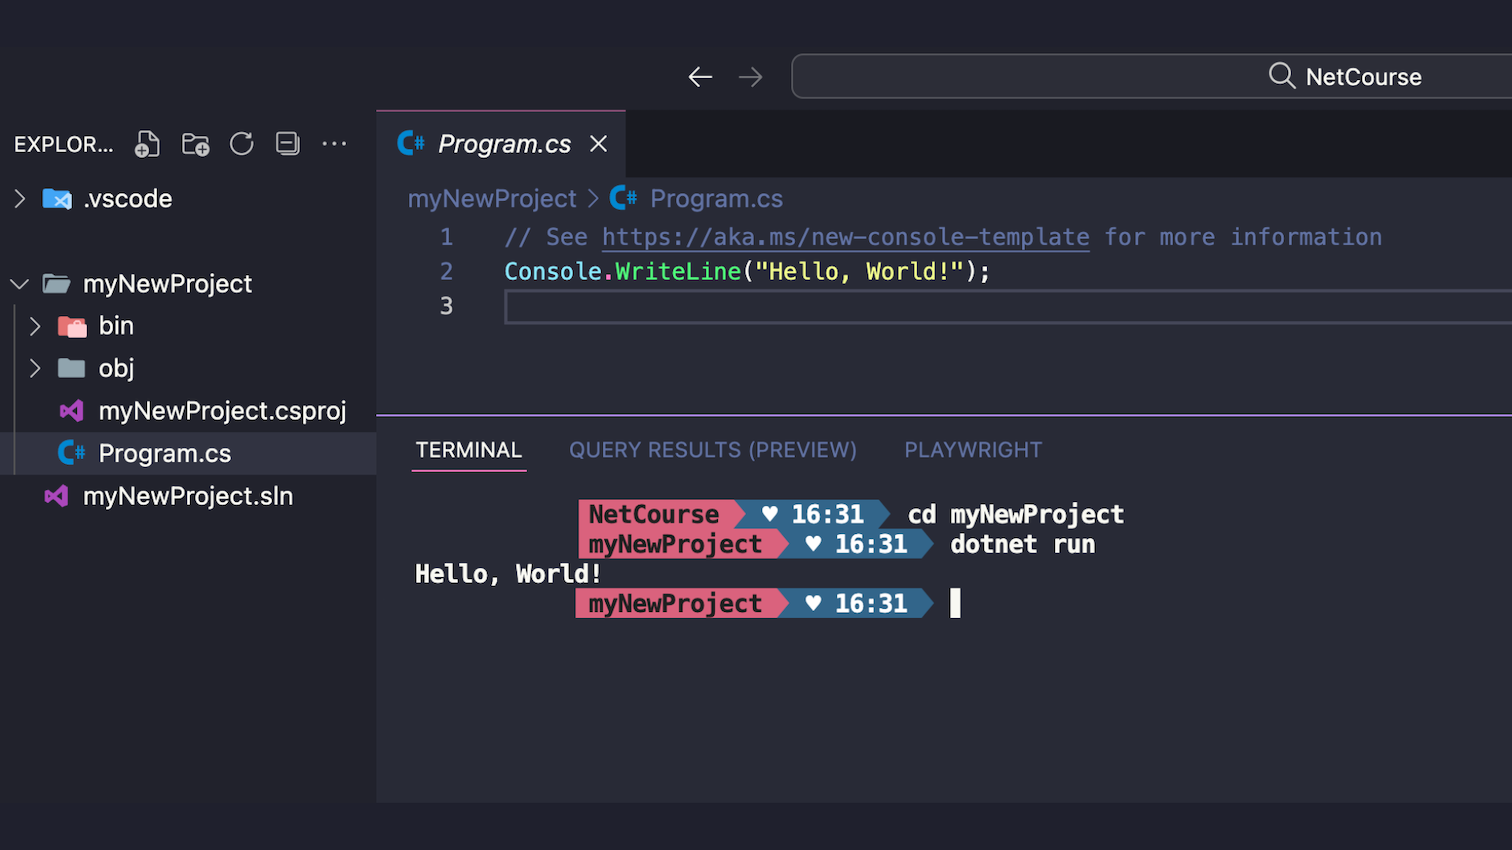 NetCourse
EXPLOR...
Program.cs
.vscode
myNewProject
bin
obj
myNewProject.csproj
Program.cs
myNewProject.sln
myNewProject > Program.cs
1 // See https://aka.ms/new-console-template for more information
2 Console.WriteLine("Hello, World!");
3
TERMINAL QUERY RESULTS (PREVIEW) PLAYWRIGHT
NetCourse ♥ 16:31 cd myNewProject
myNewProject ♥ 16:31 dotnet run
Hello, World!
myNewProject ♥ 16:31